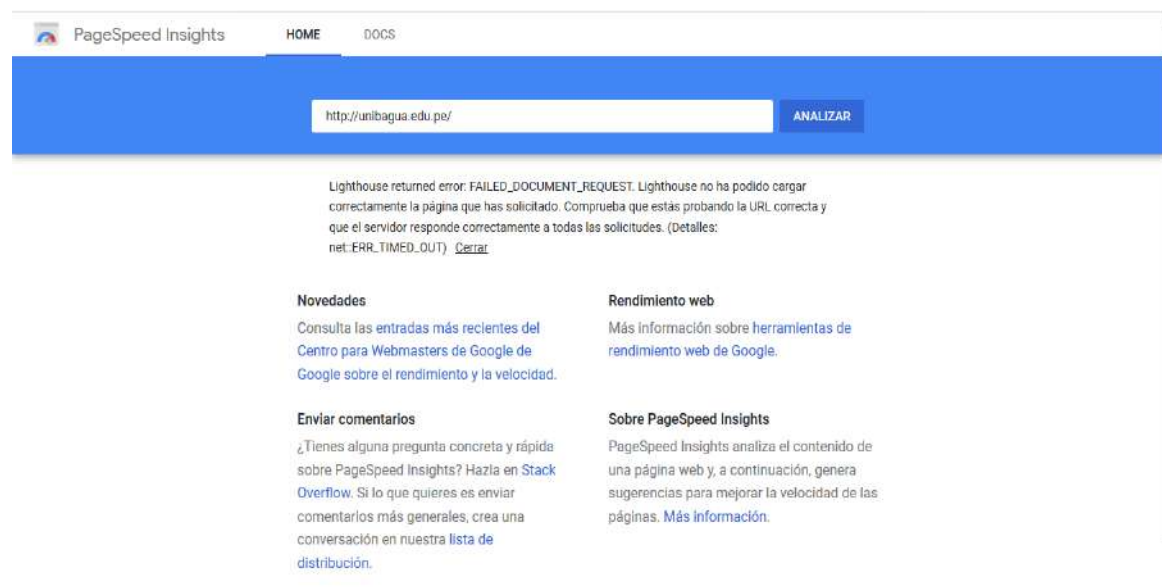 PageSpeed Insights HOME DOCS
http://unibagua.edu.pe/ ANALIZAR
Lighthouse returned error: FAILED_DOCUMENT_REQUEST. Lighthouse no ha podido cargar
correctamente la página que has solicitado. Comprueba que estás probando la URL correcta y
que el servidor responde correctamente a todas las solicitudes. (Detalles:
net::ERR_TIMED_OUT) Cerrar
Novedades
Consulta las entradas más recientes del
Centro para Webmasters de Google de
Google sobre el rendimiento y la velocidad.
Rendimiento web
Más información sobre herramientas de
rendimiento web de Google.
Enviar comentarios
¿Tienes alguna pregunta concreta y rápida
sobre PageSpeed Insights? Hazla en Stack
Overflow. Si lo que quieres es enviar
comentarios más generales, crea una
conversación en nuestra lista de
distribución.
Sobre PageSpeed Insights
PageSpeed Insights analiza el contenido de
una página web y, a continuación, genera
sugerencias para mejorar la velocidad de las
páginas. Más información.